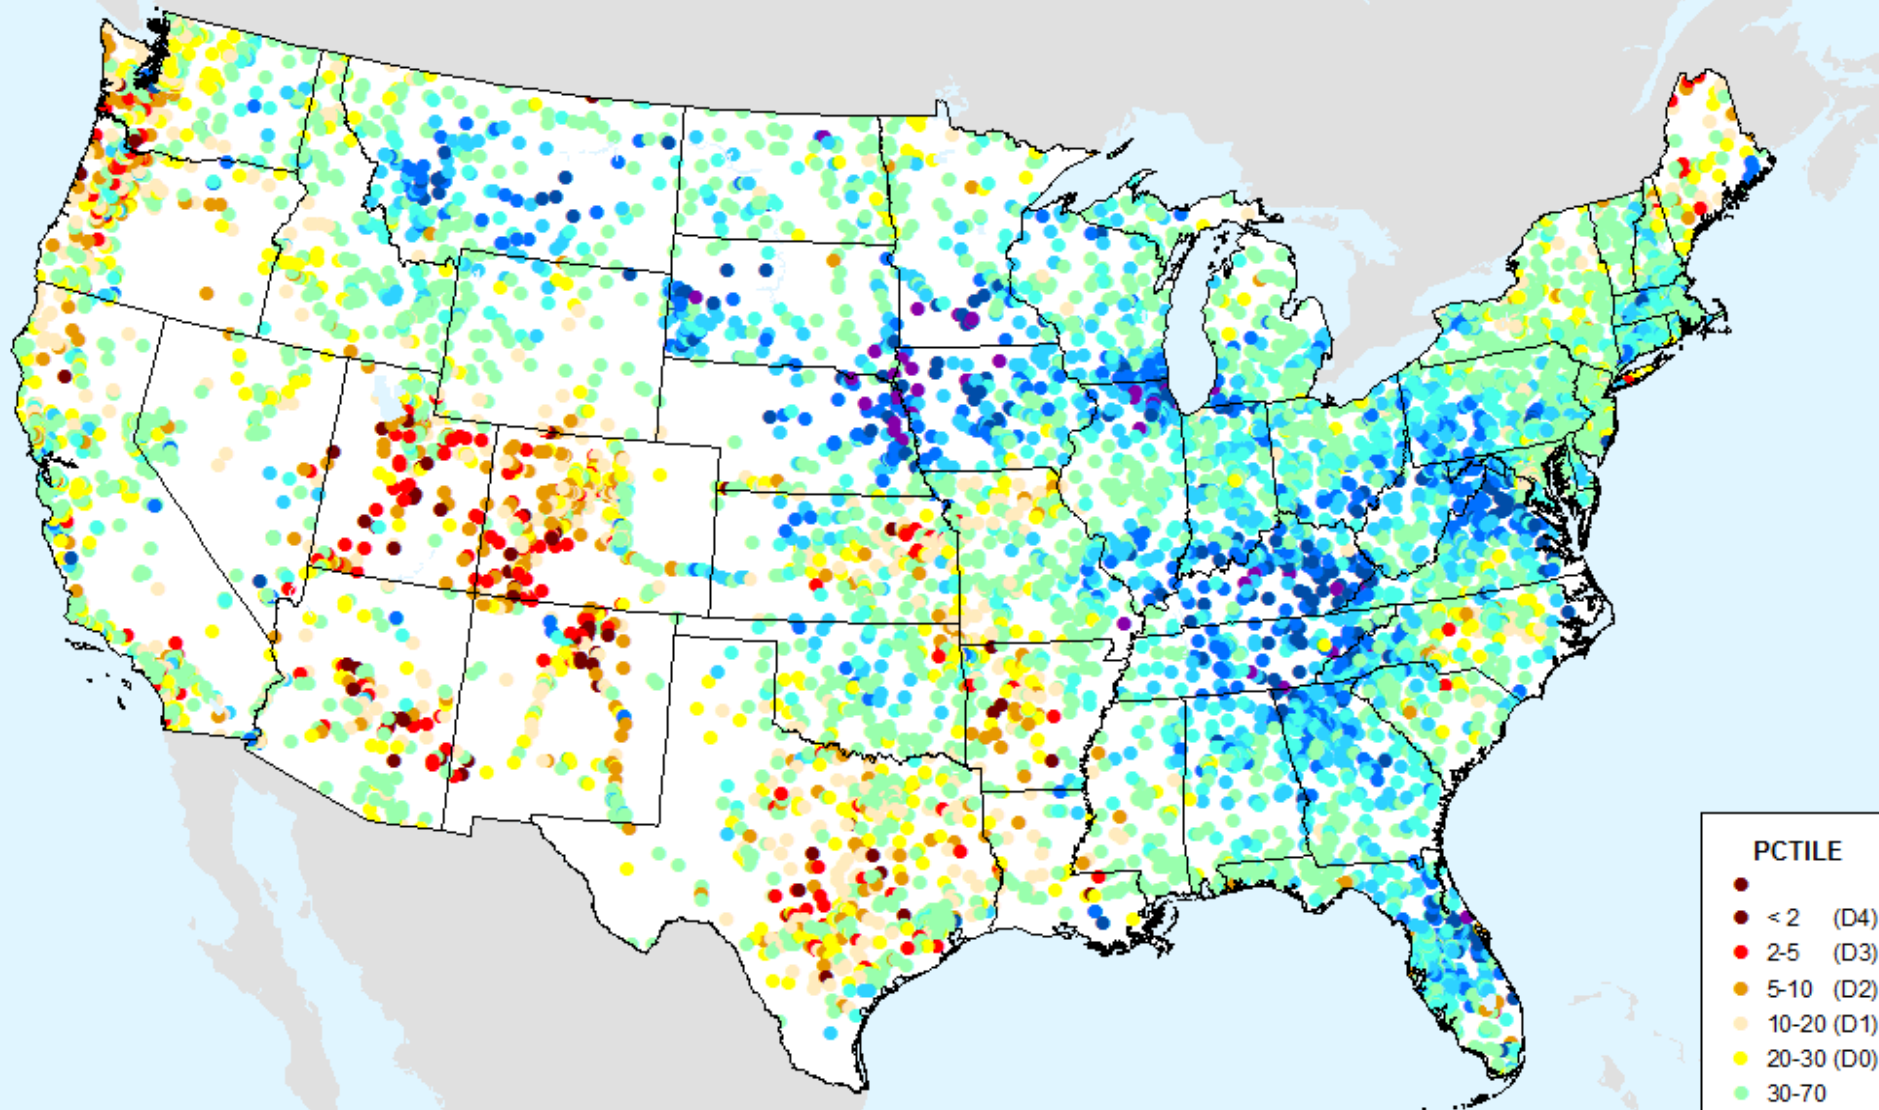 PCTILE
< 2 (D4)
2-5 (D3)
5-10 (D2)
10-20 (D1)
20-30 (D0)
30-70